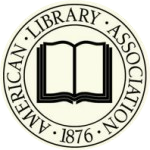 AMERICAN · LIBRARY · ASSOCIATION ·
1876 ·